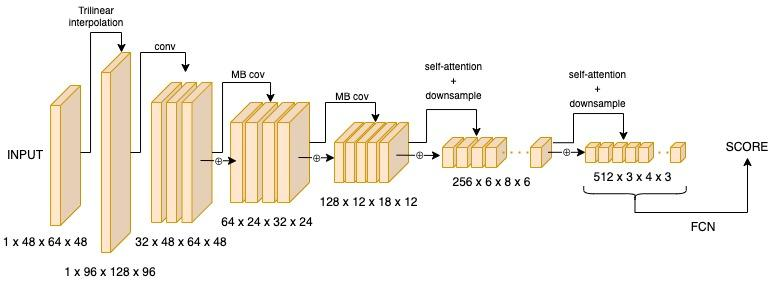 Trilinear
interpolation
conv
MB cov
MB cov
self-attention
+
downsample
self-attention
+
downsample
INPUT
SCORE
1 x 48 x 64 x 48
1 x 96 x 128 x 96
32 x 48 x 64 x 48
64 x 24 x 32 x 24
128 x 12 x 18 x 12
256 x 6 x 8 x 6
512 x 3 x 4 x 3
FCN